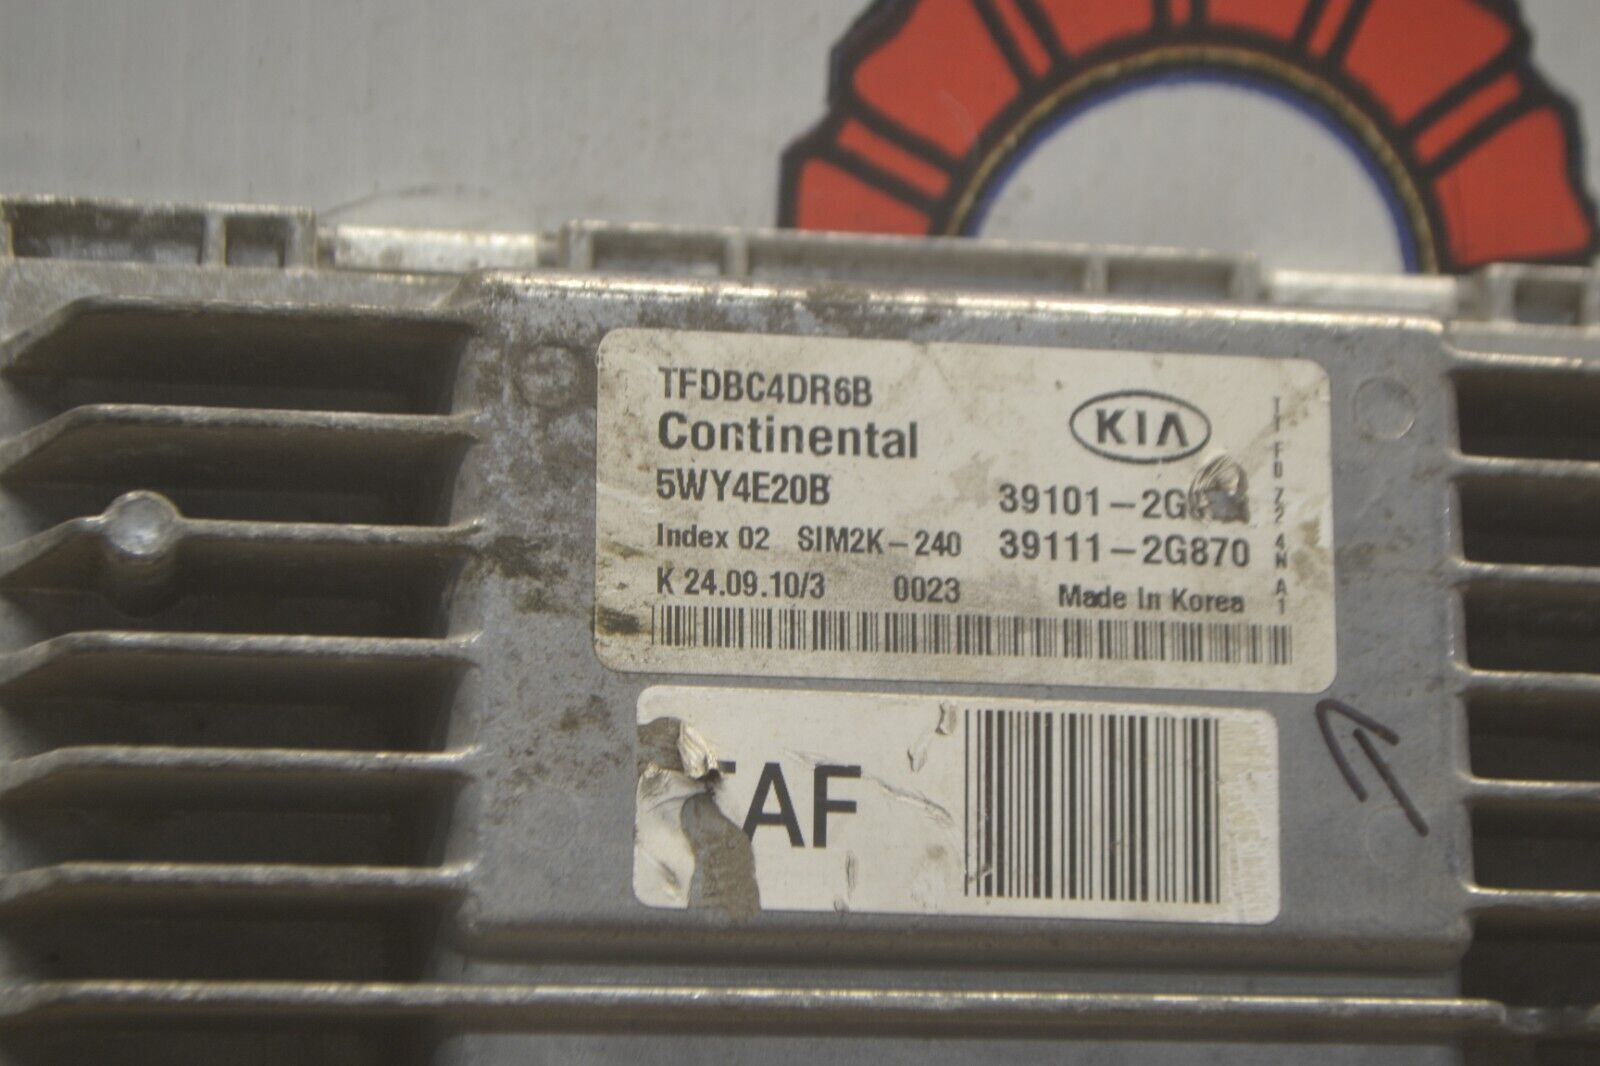 TFDBC4DR6B
Continental
KIA
5WY4E20B
39101-2G
Index 02 SIM2K-240 39111-2G870
K 24.09.10/3 0023 Made In Korea
AF